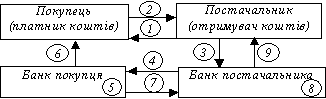 Покупець
(платник коштів)
2
1
Постачальник
(отримувач коштів)
6
3
9
4
Банк покупця
5
7
Банк постачальника
8